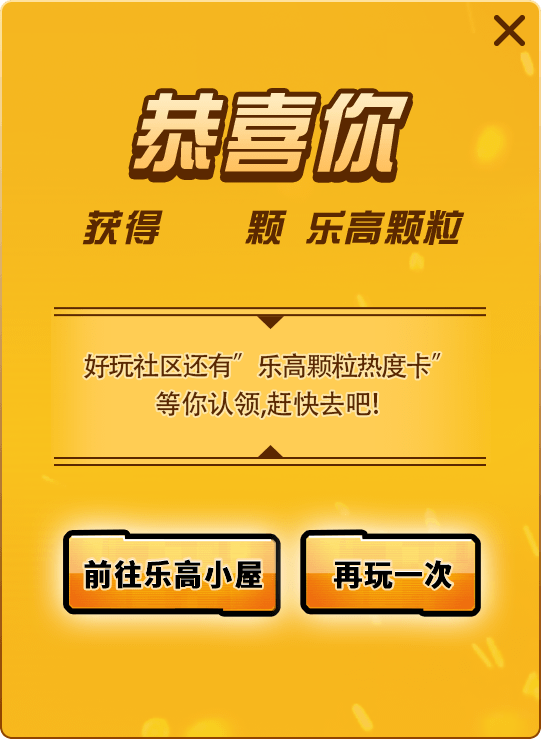 恭喜你
获得 颗 乐高颗粒
好玩社区还有”乐高颗粒热度卡”
等你认领,赶快去吧!
前往乐高小屋
再玩一次